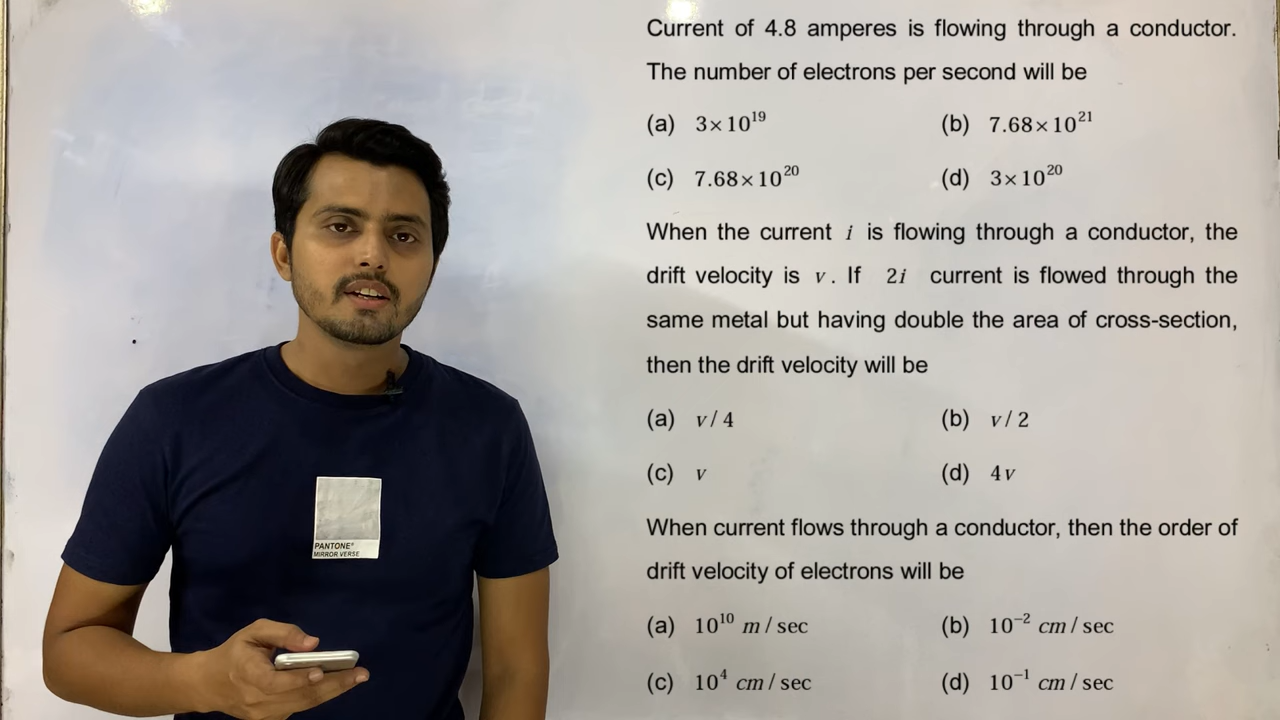 Current of 4.8 amperes is flowing through a conductor.
The number of electrons per second will be
(a) 3×10¹⁹ (b) 7.68×10²¹
(c) 7.68×10²⁰ (d) 3×10²⁰
When the current i is flowing through a conductor, the
drift velocity is v. If 2i current is flowed through the
same metal but having double the area of cross-section,
then the drift velocity will be
(a) v/4 (b) v/2
(c) v (d) 4v
When current flows through a conductor, then the order of
drift velocity of electrons will be
(a) 10¹⁰ m/sec (b) 10⁻² cm/sec
(c) 10⁴ cm/sec (d) 10⁻¹ cm/sec
PANTONE®
MIRROR VERSE